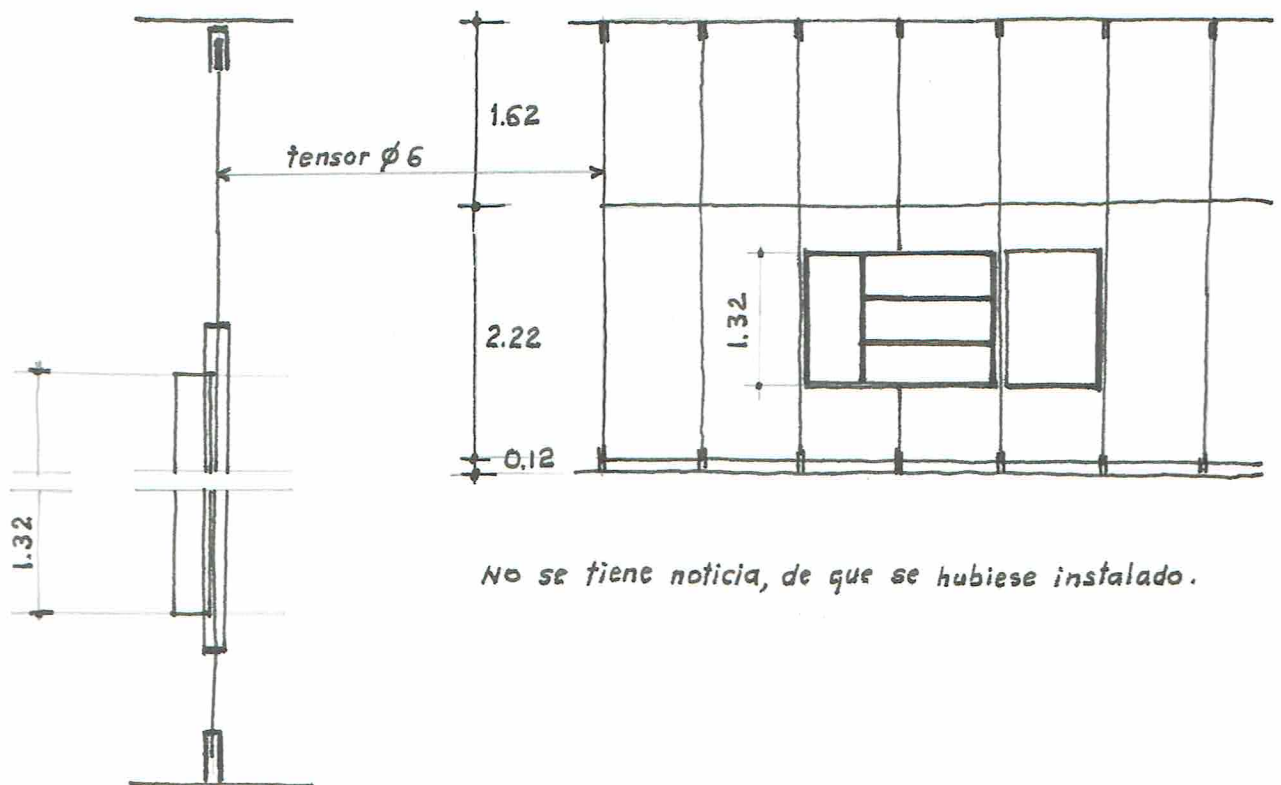 1.62
tensor ø 6
2.22
1.32
0.12
1.32
No se tiene noticia, de que se hubiese instalado.